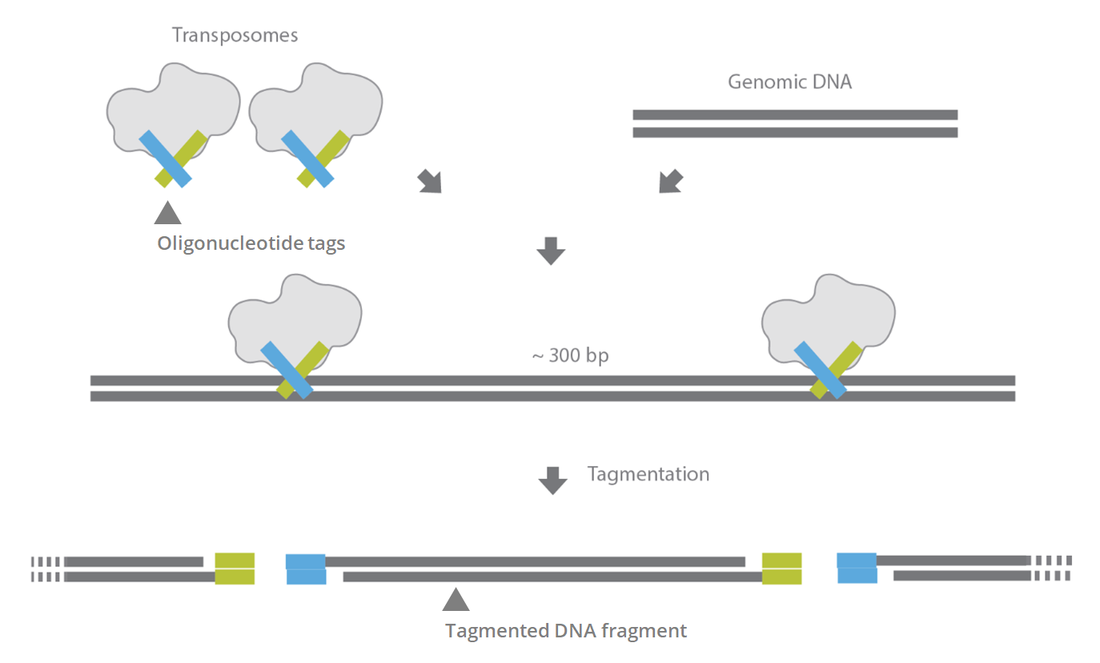 Transposomes
Genomic DNA
Oligonucleotide tags
~ 300 bp
Tagmentation
Tagmented DNA fragment